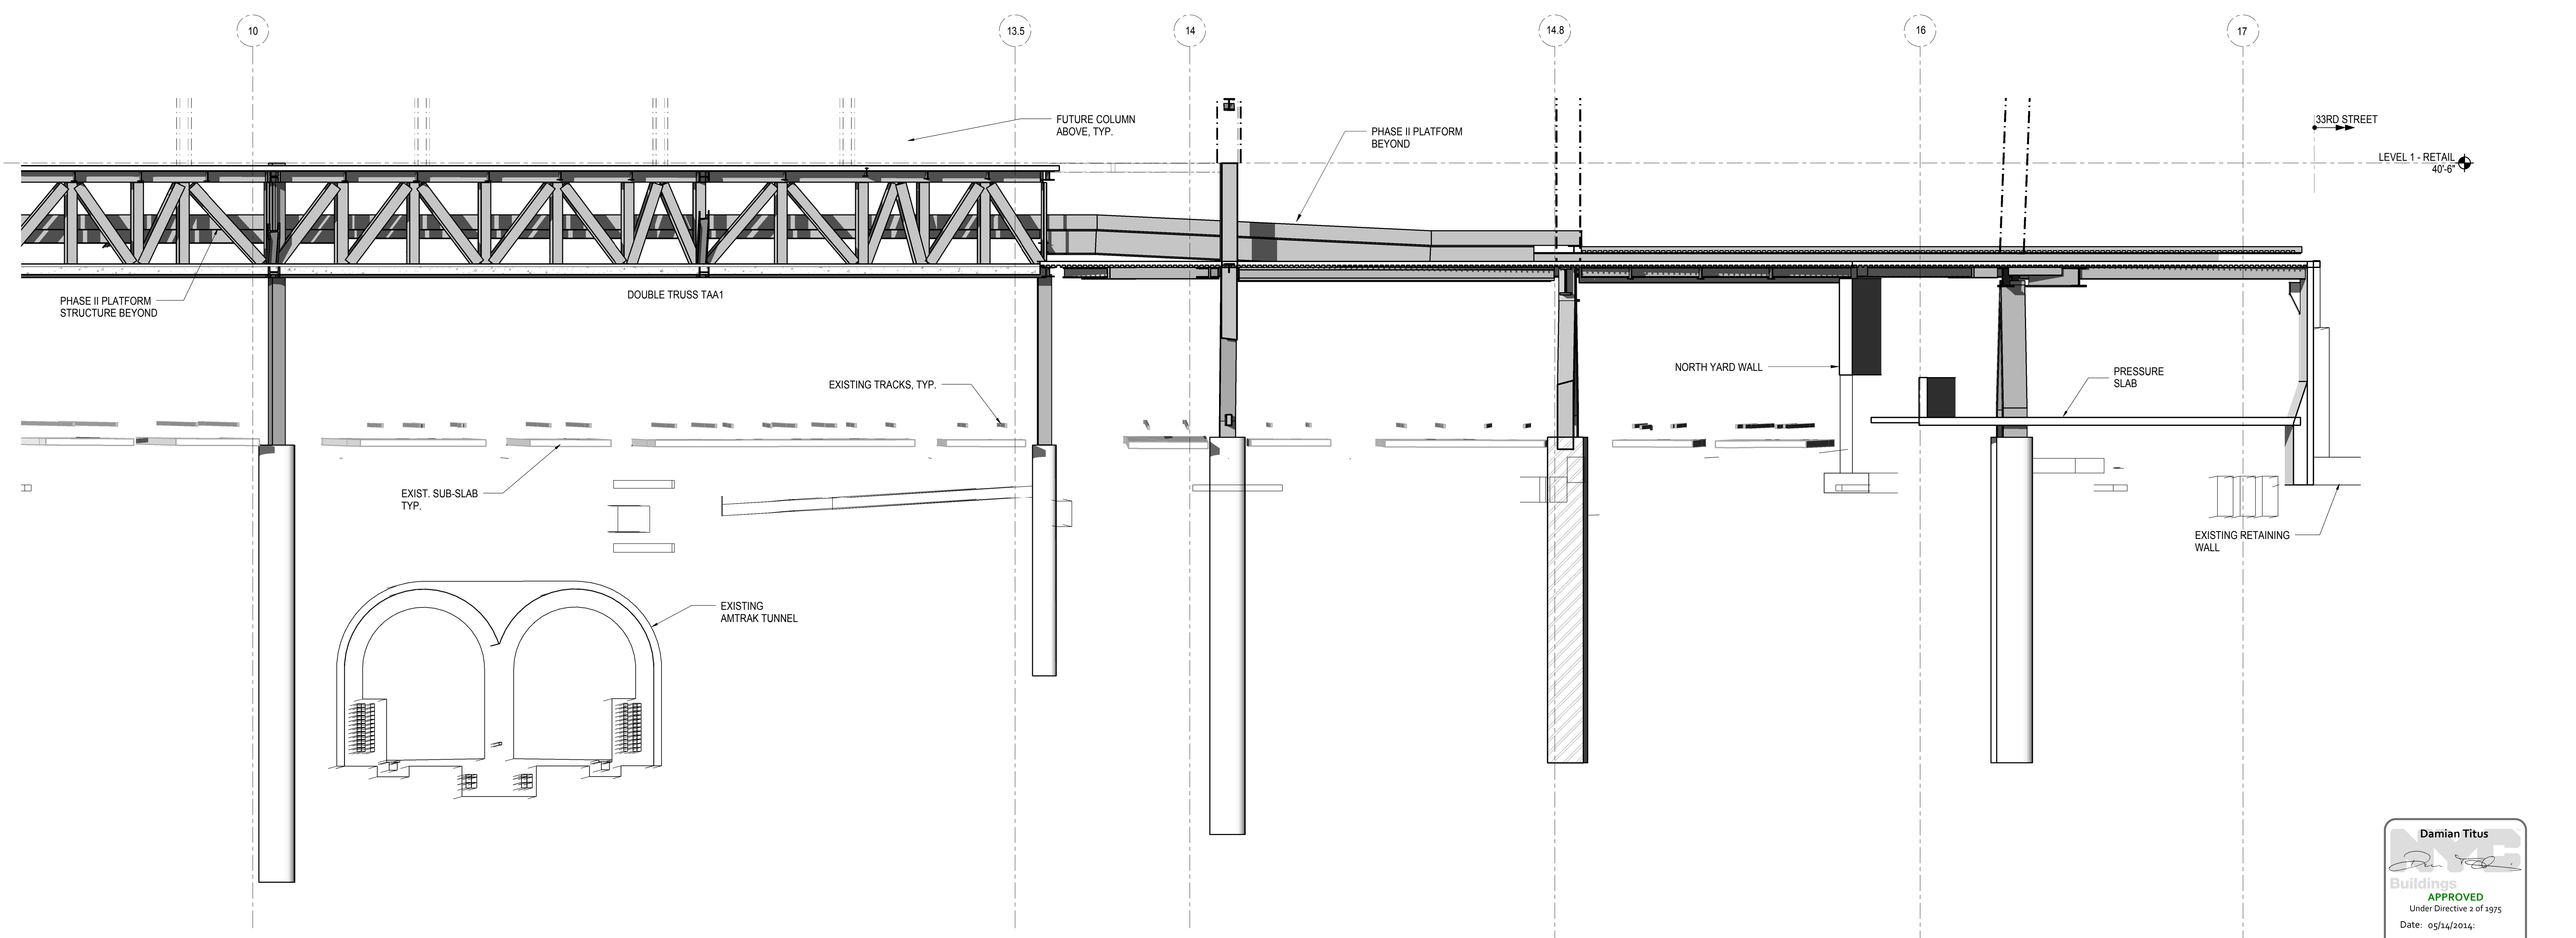 10
13.5
14
14.8
16
17
FUTURE COLUMN
ABOVE, TYP.
PHASE II PLATFORM
BEYOND
33RD STREET
LEVEL 1 - RETAIL
40'-6"
PHASE II PLATFORM
STRUCTURE BEYOND
DOUBLE TRUSS TAA1
EXISTING TRACKS, TYP.
NORTH YARD WALL
PRESSURE
SLAB
EXIST. SUB-SLAB
TYP.
EXISTING RETAINING
WALL
EXISTING
AMTRAK TUNNEL
Damian Titus
NYC
Buildings
APPROVED
Under Directive 2 of 1975
Date: 05/14/2014: